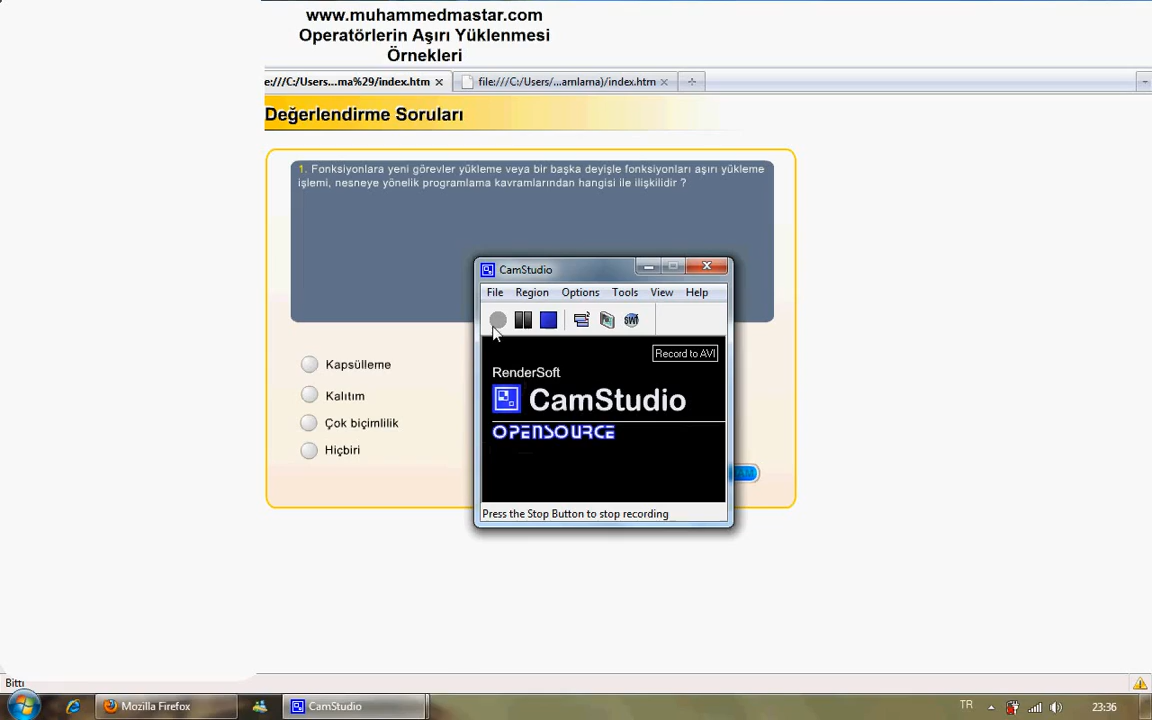 www.muhammedmastar.com
Operatörlerin Aşırı Yüklenmesi
Örnekleri
e:///C:/Users...ma%29/index.htm
file:///C:/Users/...amlama)/index.htm
Değerlendirme Soruları
1. Fonksiyonlara yeni görevler yükleme veya bir başka deyişle fonksiyonları aşırı yükleme
işlemi, nesneye yönelik programlama kavramlarından hangisi ile ilişkilidir ?
CamStudio
File Region Options Tools View Help
SWF
Record to AVI
RenderSoft
CamStudio
OPENSOURCE
Press the Stop Button to stop recording
Kapsülleme
Kalıtım
Çok biçimlilik
Hiçbiri
Bitti
Mozilla Firefox
CamStudio
TR
23:36